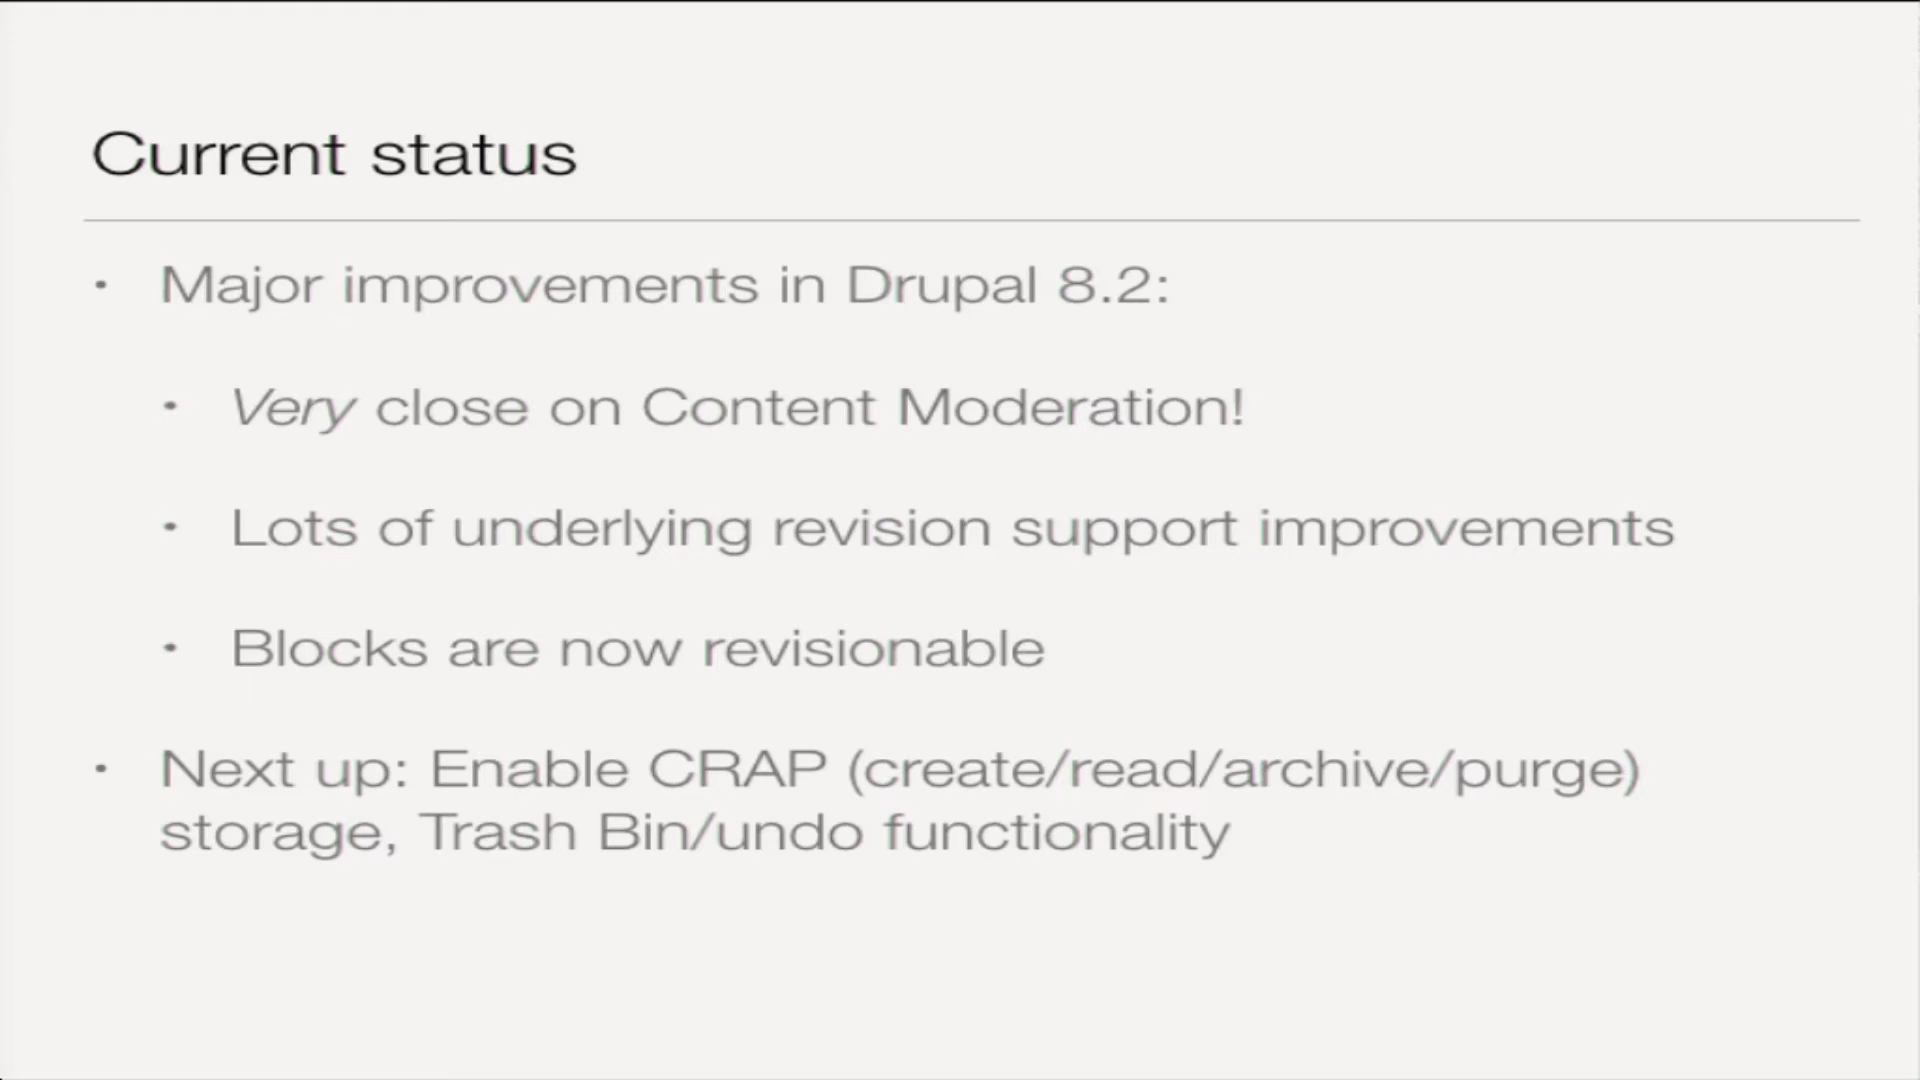 Current status
• Major improvements in Drupal 8.2:
• Very close on Content Moderation!
• Lots of underlying revision support improvements
• Blocks are now revisionable
• Next up: Enable CRAP (create/read/archive/purge)
storage, Trash Bin/undo functionality